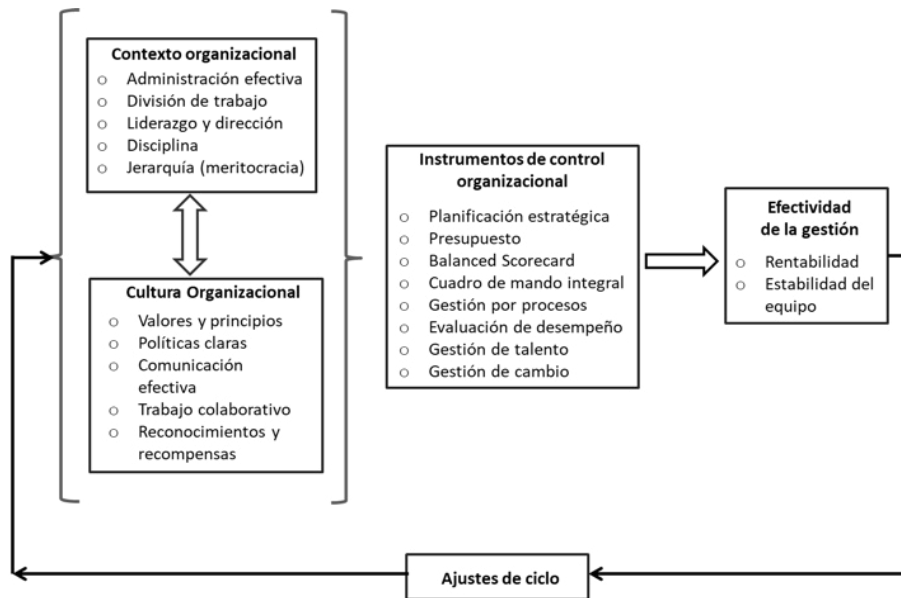 Contexto organizacional
o Administración efectiva
o División de trabajo
o Liderazgo y dirección
o Disciplina
o Jerarquía (meritocracia)
Cultura Organizacional
o Valores y principios
o Políticas claras
o Comunicación
efectiva
o Trabajo colaborativo
o Reconocimientos y
recompensas
Instrumentos de control
organizacional
o Planificación estratégica
o Presupuesto
o Balanced Scorecard
o Cuadro de mando integral
o Gestión por procesos
o Evaluación de desempeño
o Gestión de talento
o Gestión de cambio
Efectividad
de la gestión
o Rentabilidad
o Estabilidad del
equipo
Ajustes de ciclo